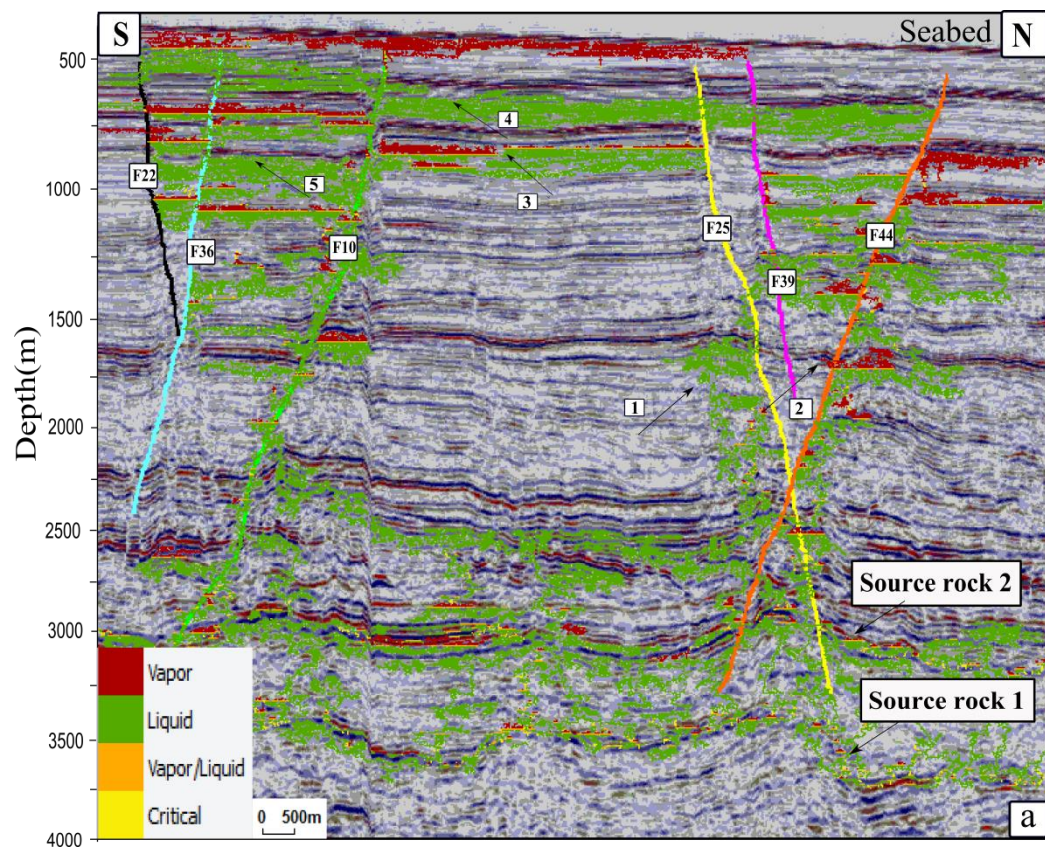 S
Seabed
N
500
4
F22
5
1000
3
F36
F10
F25
F44
F39
1500
1
2
Depth(m)
2000
2500
Source rock 2
3000
Vapor
Source rock 1
Liquid
3500
Vapor/Liquid
Critical
0 500m
a
4000